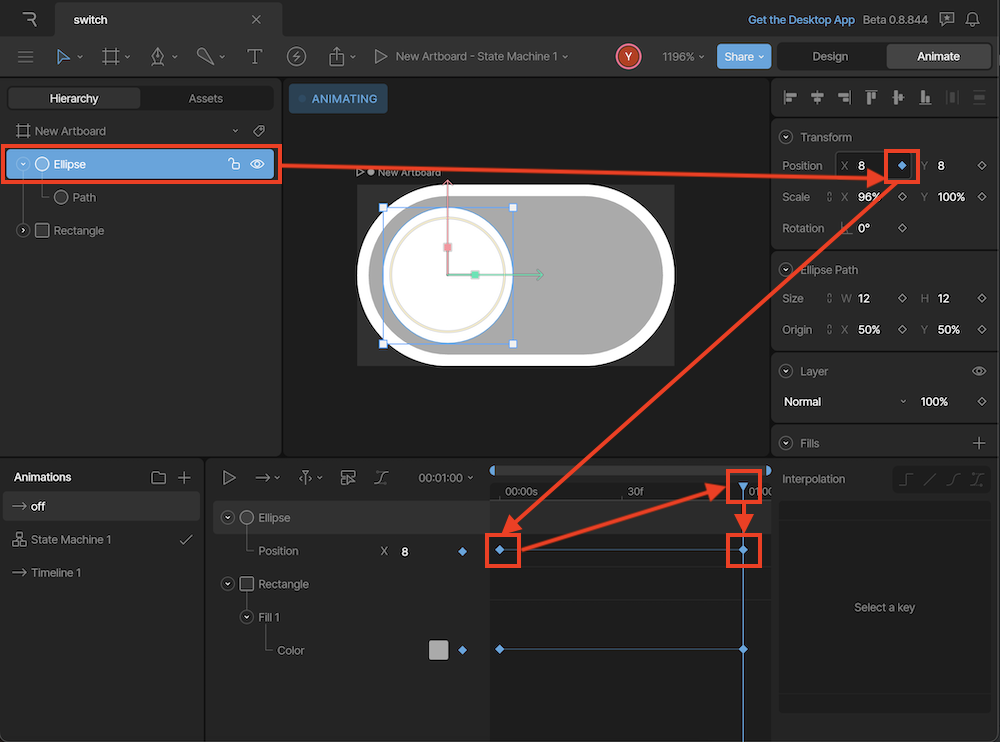 switch
Get the Desktop App Beta 0.8.844
New Artboard - State Machine 1
Y
1196%
Share
Design
Animate
Hierarchy
Assets
ANIMATING
New Artboard
Ellipse
Path
Rectangle
New Artboard
Transform
Position X 8 Y 8
Scale X 96% Y 100%
Rotation 0°
Ellipse Path
Size W 12 H 12
Origin X 50% Y 50%
Layer
Normal 100%
Fills
Animations
off
State Machine 1
Timeline 1
00:01:00
00:00s 30f 01:00
Ellipse
Position X 8
Rectangle
Fill 1
Color
Interpolation
Select a key